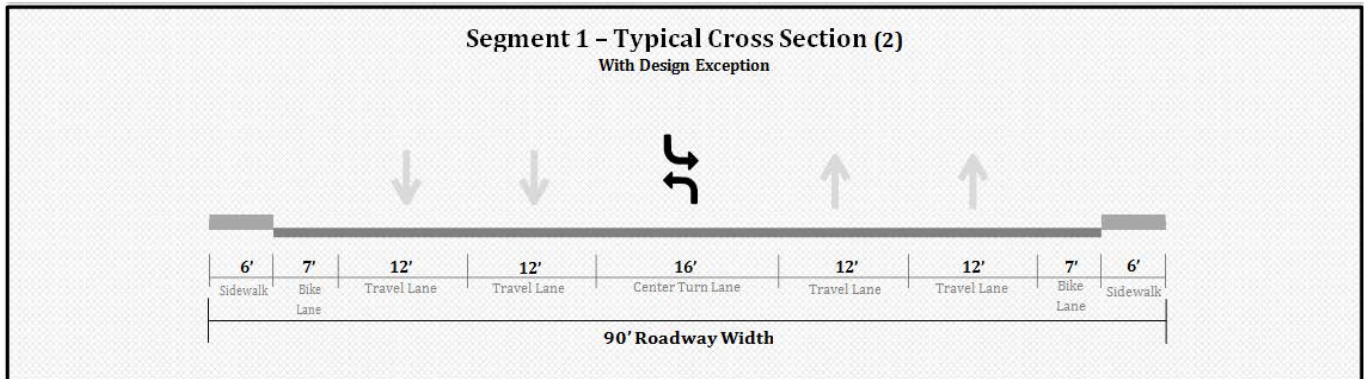 Segment 1 – Typical Cross Section (2)
With Design Exception
6’ 7’ 12’ 12’ 16’ 12’ 12’ 7’ 6’
Sidewalk Bike Lane Travel Lane Travel Lane Center Turn Lane Travel Lane Travel Lane Bike Lane Sidewalk
90’ Roadway Width